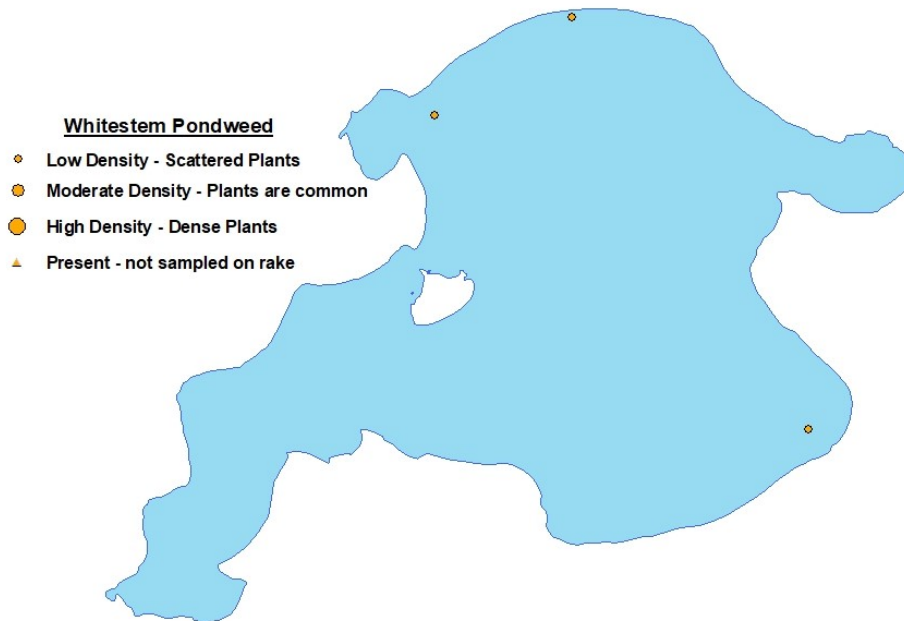 Whitestem Pondweed
Low Density - Scattered Plants
Moderate Density - Plants are common
High Density - Dense Plants
Present - not sampled on rake